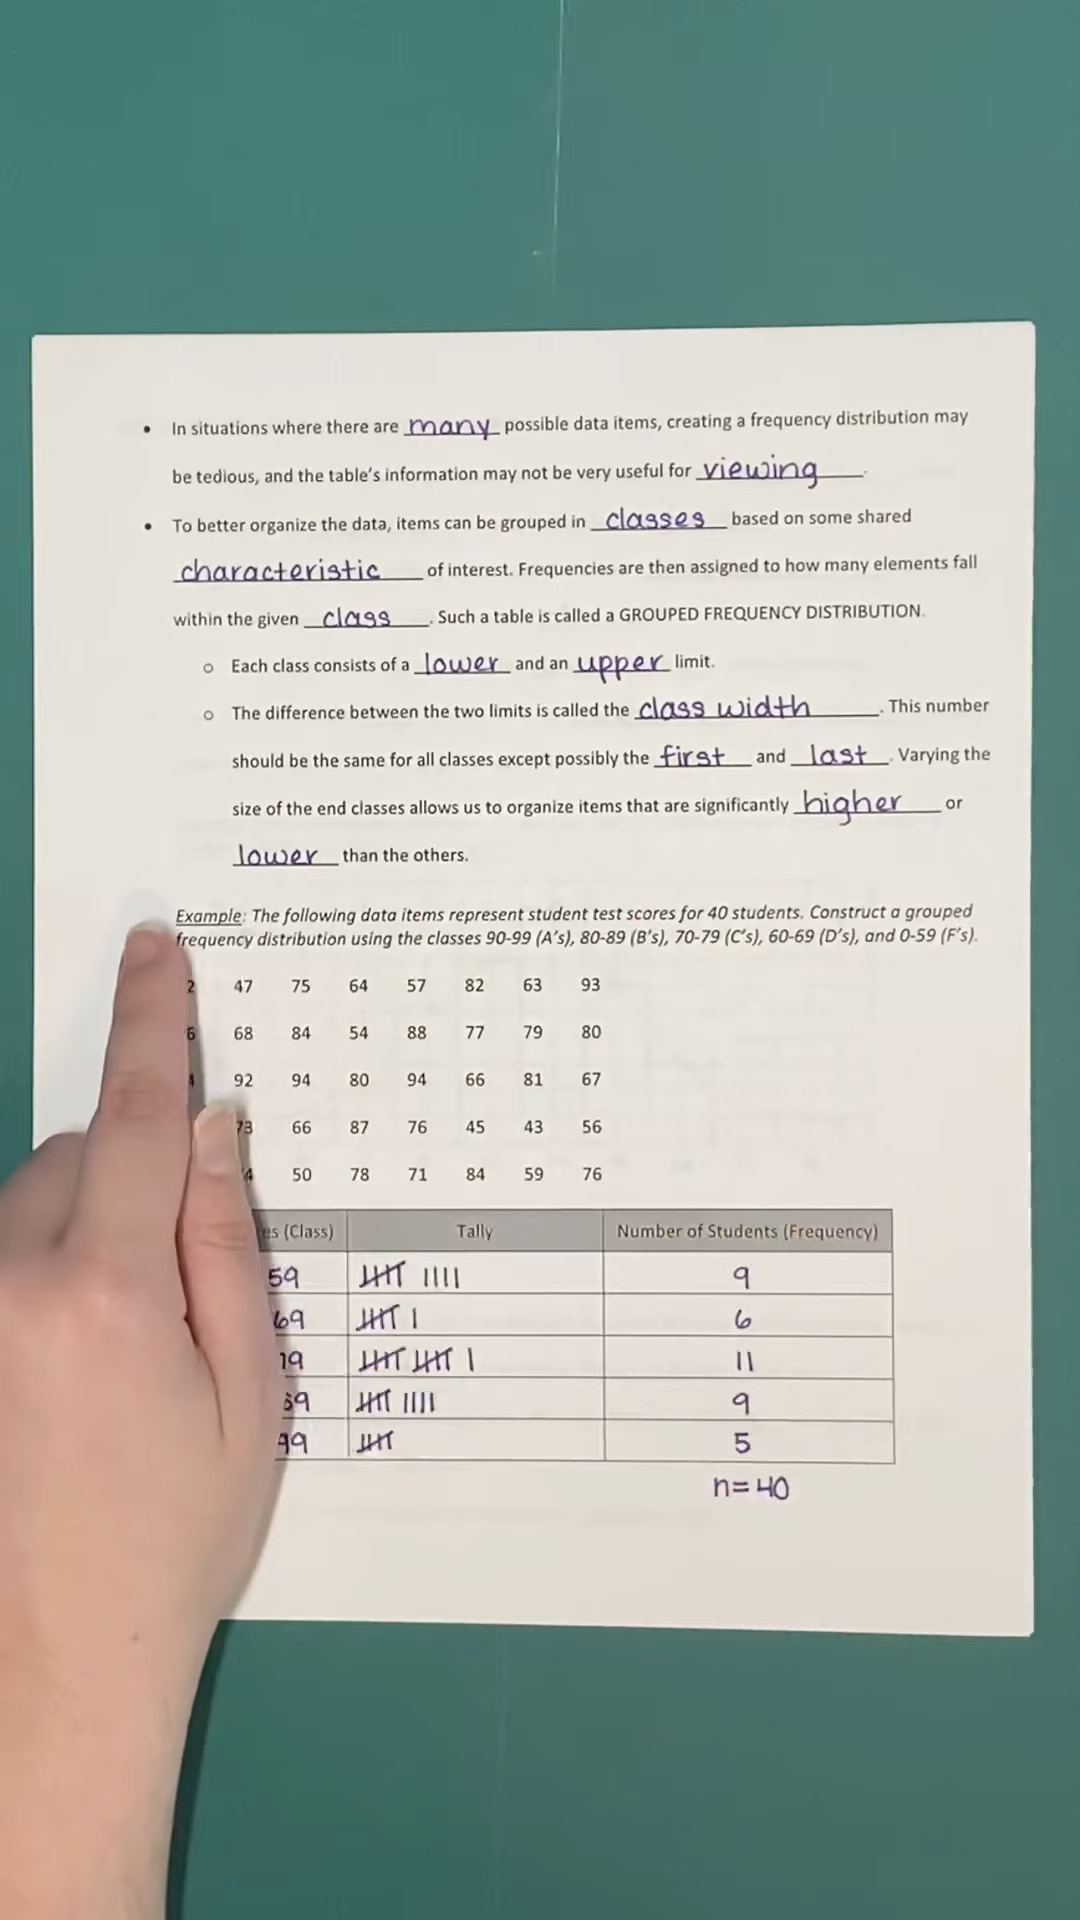 • In situations where there are many possible data items, creating a frequency distribution may
be tedious, and the table's information may not be very useful for viewing.
• To better organize the data, items can be grouped in classes based on some shared
characteristic of interest. Frequencies are then assigned to how many elements fall
within the given class. Such a table is called a GROUPED FREQUENCY DISTRIBUTION.
o Each class consists of a lower and an upper limit.
o The difference between the two limits is called the class width. This number
should be the same for all classes except possibly the first and last. Varying the
size of the end classes allows us to organize items that are significantly higher or
lower than the others.
Example: The following data items represent student test scores for 40 students. Construct a grouped
frequency distribution using the classes 90-99 (A's), 80-89 (B's), 70-79 (C's), 60-69 (D's), and 0-59 (F's).
2 47 75 64 57 82 63 93
6 68 84 54 88 77 79 80
92 94 80 94 66 81 67
73 66 87 76 45 43 56
4 50 78 71 84 59 76
es (Class) Tally Number of Students (Frequency)
59 9
69 6
79 11
89 9
99 5
n=40